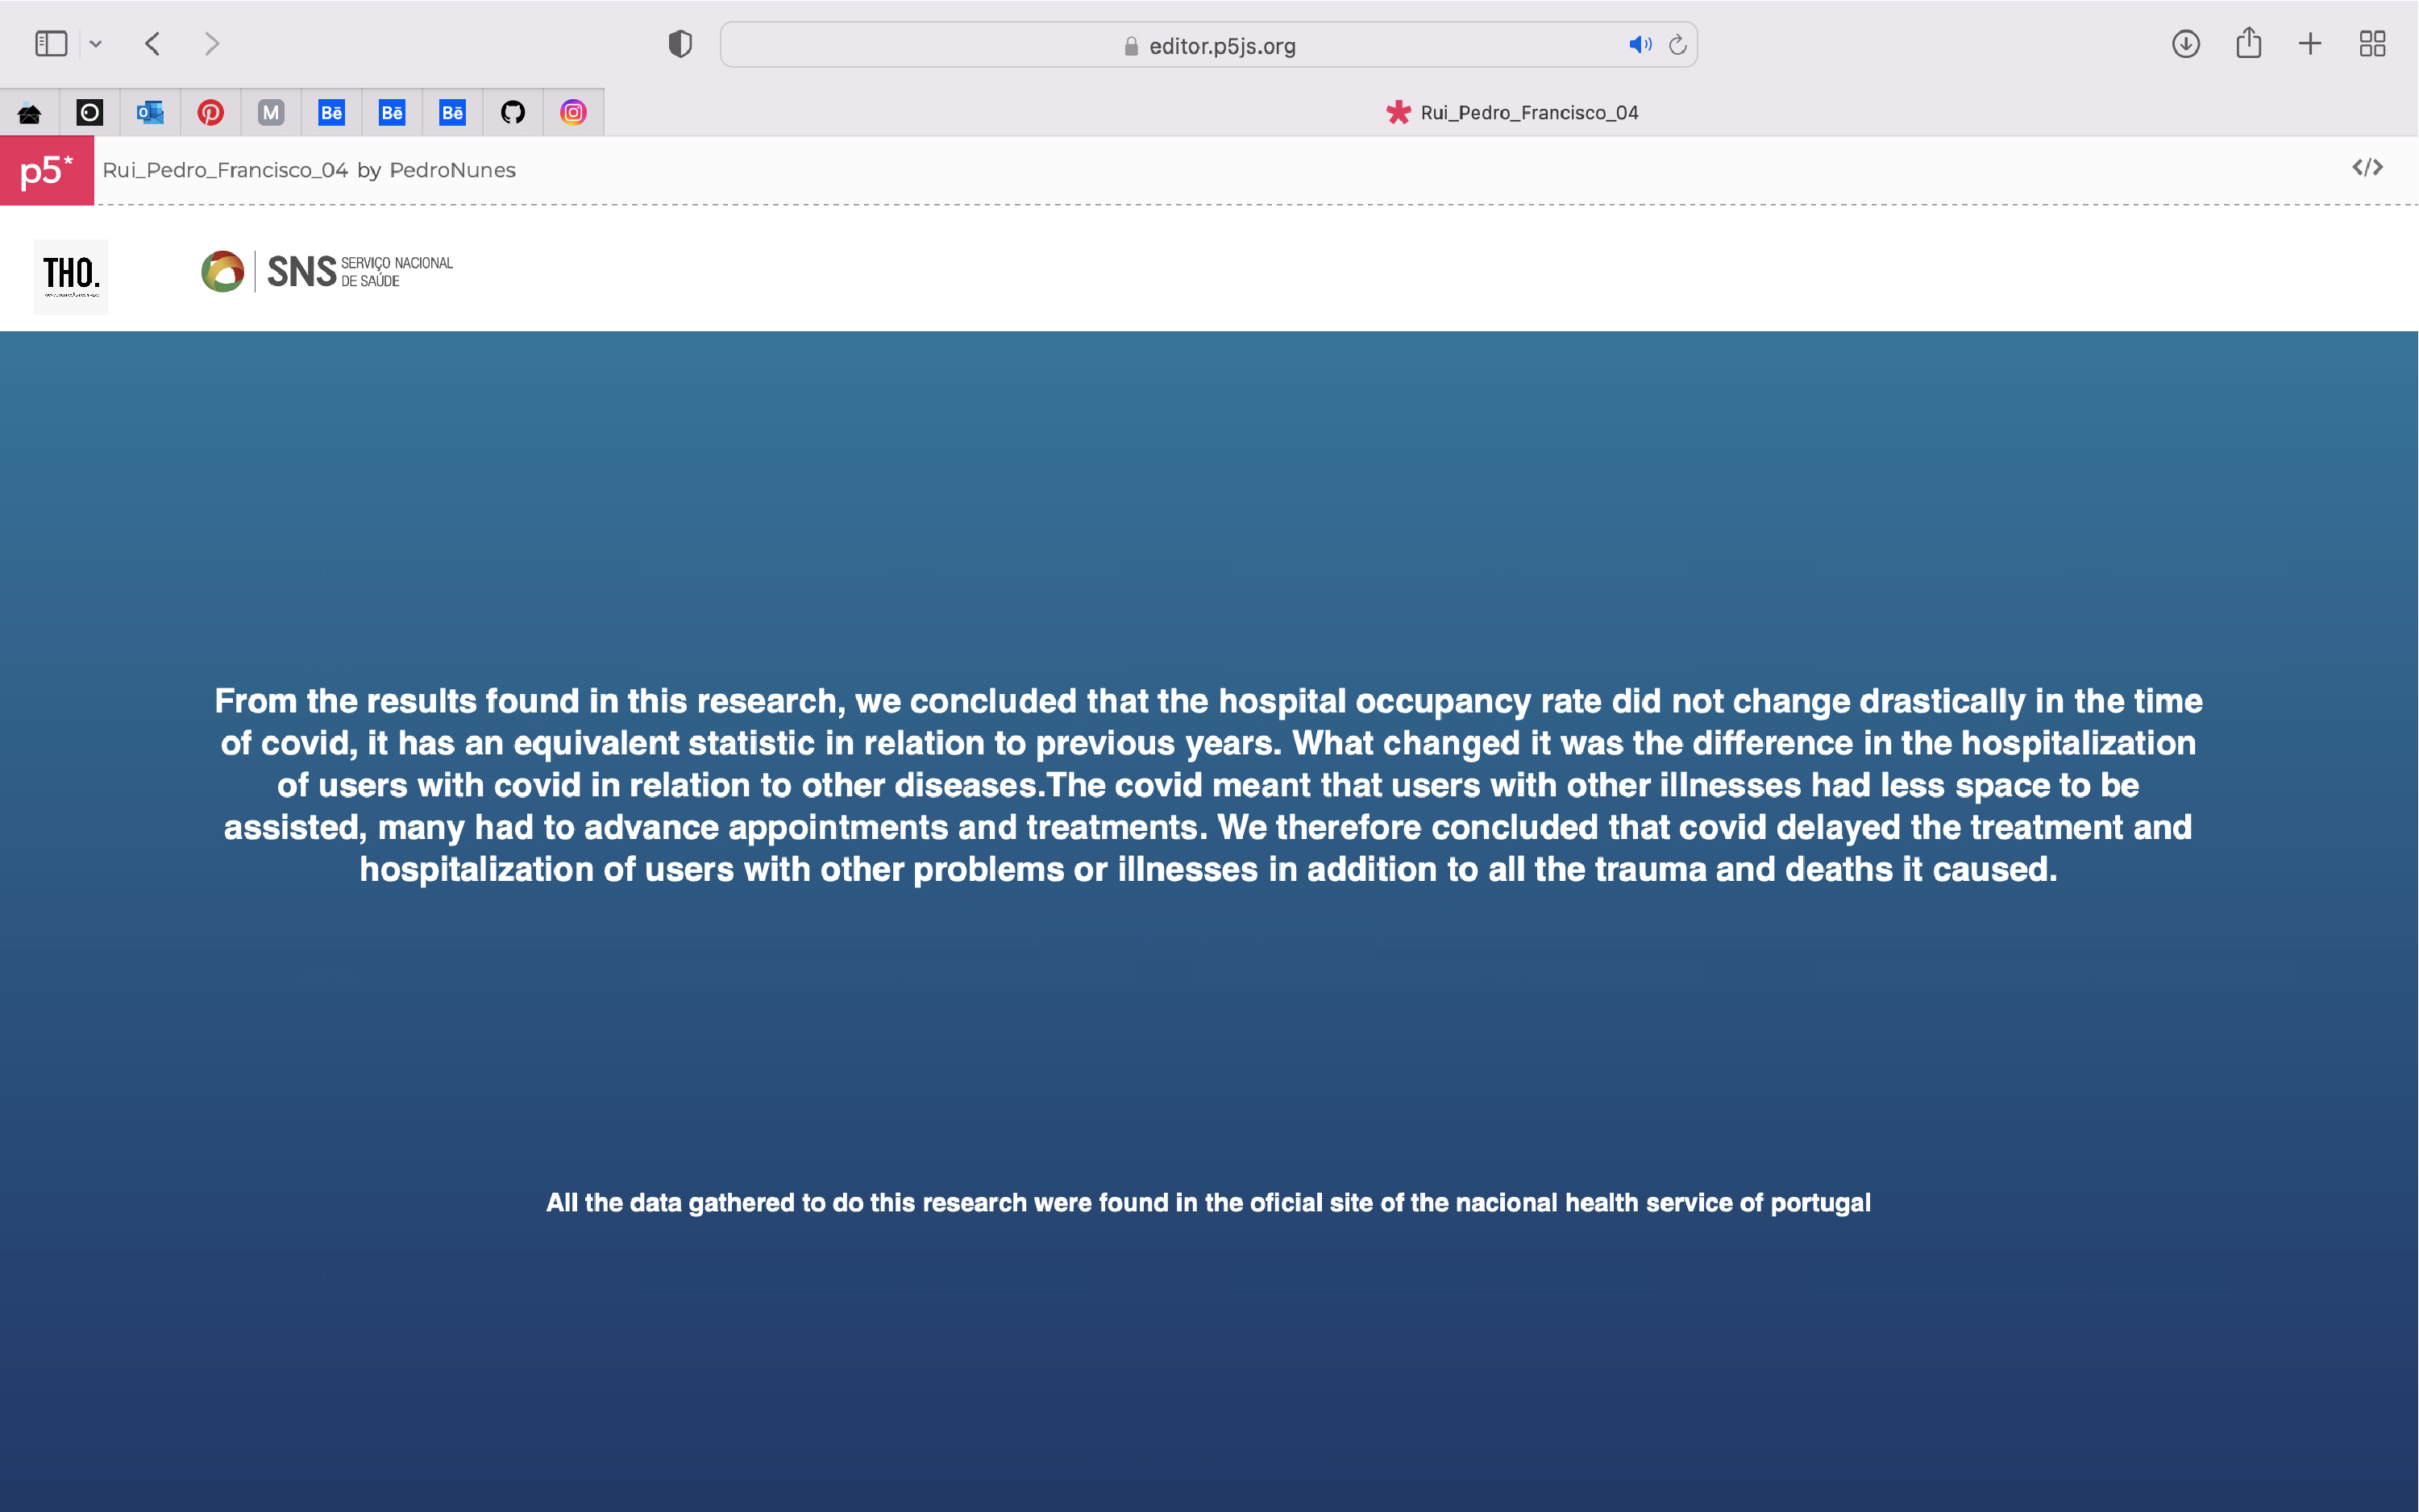 editor.p5js.org
O
M
Bē
Bē
Bē
Rui_Pedro_Francisco_04
p5*
Rui_Pedro_Francisco_04 by PedroNunes
</>
THO.
SNS SERVIÇO NACIONAL
DE SAÚDE
From the results found in this research, we concluded that the hospital occupancy rate did not change drastically in the time
of covid, it has an equivalent statistic in relation to previous years. What changed it was the difference in the hospitalization
of users with covid in relation to other diseases.The covid meant that users with other illnesses had less space to be
assisted, many had to advance appointments and treatments. We therefore concluded that covid delayed the treatment and
hospitalization of users with other problems or illnesses in addition to all the trauma and deaths it caused.
All the data gathered to do this research were found in the oficial site of the nacional health service of portugal